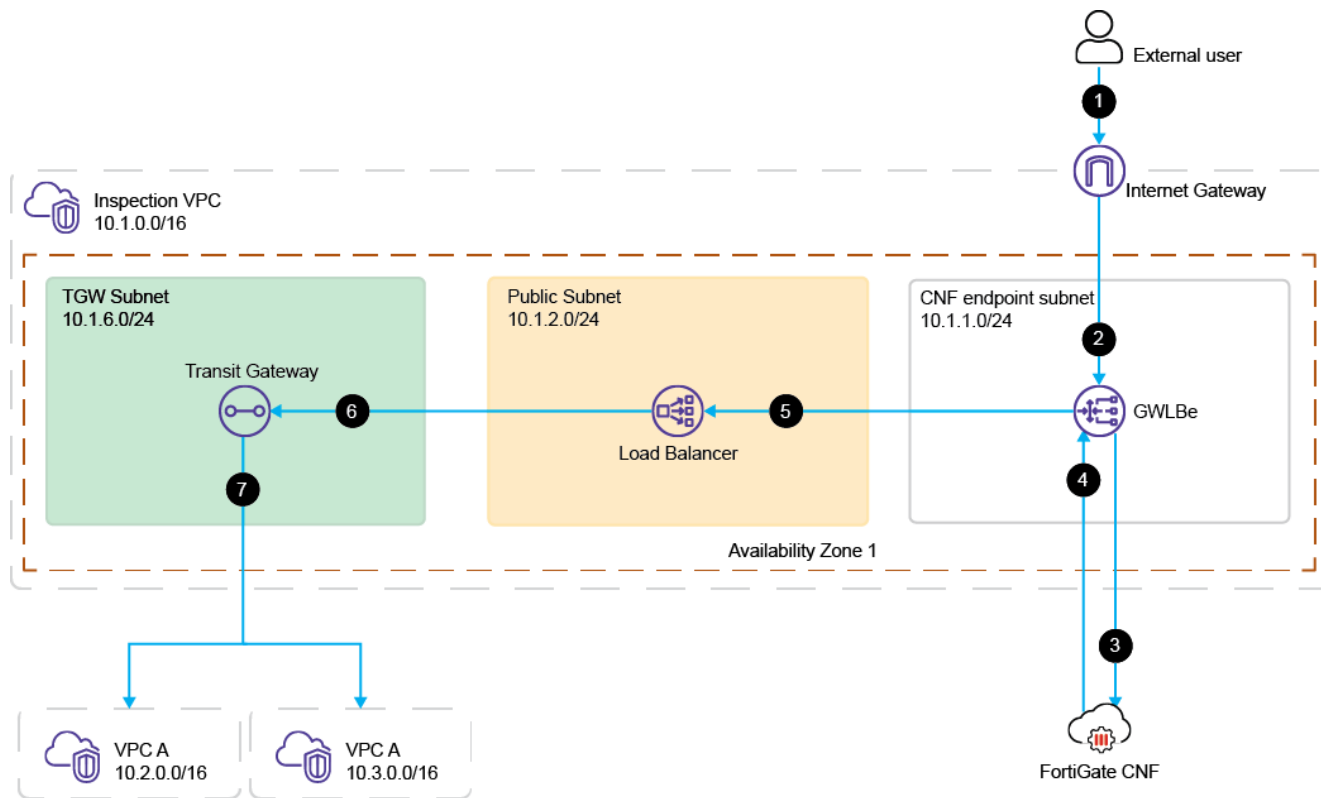 External user
1
Internet Gateway
Inspection VPC
10.1.0.0/16
TGW Subnet
10.1.6.0/24
Public Subnet
10.1.2.0/24
CNF endpoint subnet
10.1.1.0/24
2
Transit Gateway
6
5
GWLBe
Load Balancer
4
7
Availability Zone 1
3
VPC A
10.2.0.0/16
VPC A
10.3.0.0/16
FortiGate CNF